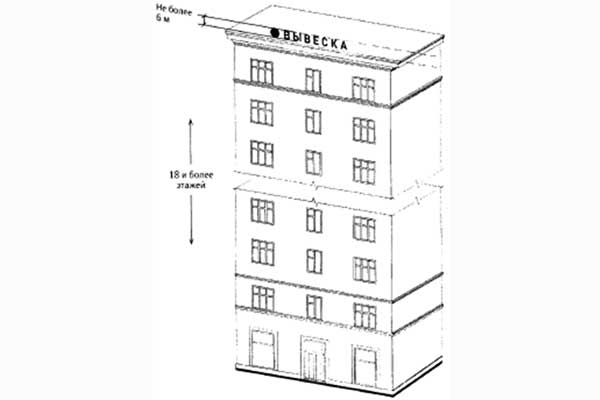 Не более
6 м
ВЫВЕСКА
18 и более
этажей